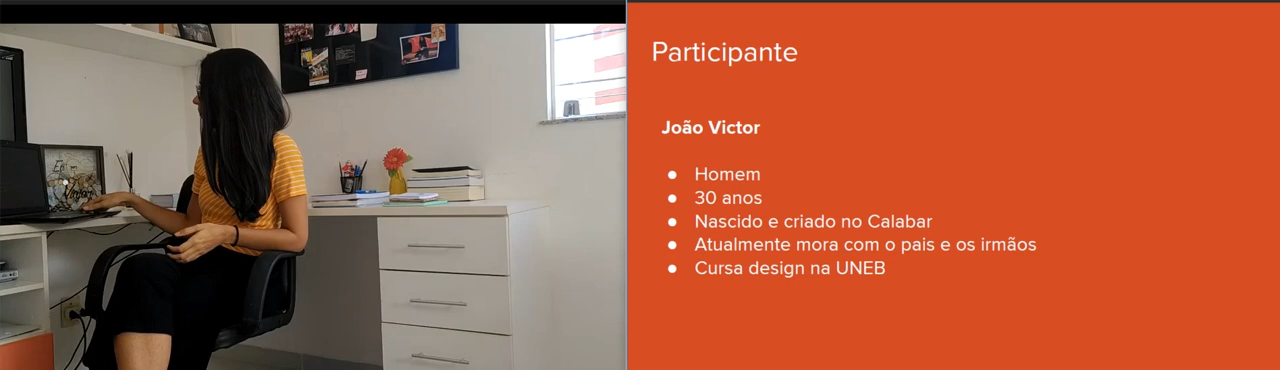 Participante
João Victor
● Homem
● 30 anos
● Nascido e criado no Calabar
● Atualmente mora com o pais e os irmãos
● Cursa design na UNEB